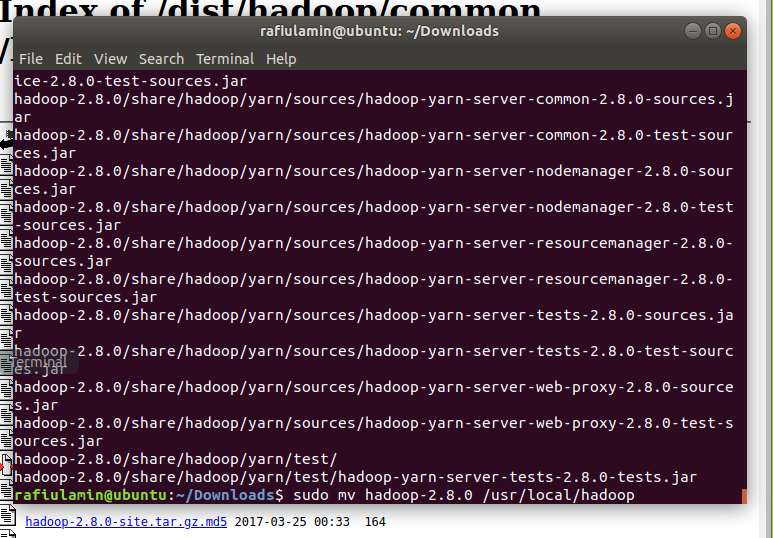 Index of /dist/hadoop/common
rafiulamin@ubuntu: ~/Downloads
File Edit View Search Terminal Help
ice-2.8.0-test-sources.jar
hadoop-2.8.0/share/hadoop/yarn/sources/hadoop-yarn-server-common-2.8.0-sources.j
ar
hadoop-2.8.0/share/hadoop/yarn/sources/hadoop-yarn-server-common-2.8.0-test-sour
ces.jar
hadoop-2.8.0/share/hadoop/yarn/sources/hadoop-yarn-server-nodemanager-2.8.0-sour
ces.jar
hadoop-2.8.0/share/hadoop/yarn/sources/hadoop-yarn-server-nodemanager-2.8.0-test
-sources.jar
hadoop-2.8.0/share/hadoop/yarn/sources/hadoop-yarn-server-resourcemanager-2.8.0-
sources.jar
hadoop-2.8.0/share/hadoop/yarn/sources/hadoop-yarn-server-resourcemanager-2.8.0-
test-sources.jar
hadoop-2.8.0/share/hadoop/yarn/sources/hadoop-yarn-server-tests-2.8.0-sources.ja
r
hadoop-2.8.0/share/hadoop/yarn/sources/hadoop-yarn-server-tests-2.8.0-test-sourc
es.jar
Terminal
hadoop-2.8.0/share/hadoop/yarn/sources/hadoop-yarn-server-web-proxy-2.8.0-source
s.jar
hadoop-2.8.0/share/hadoop/yarn/sources/hadoop-yarn-server-web-proxy-2.8.0-test-s
ources.jar
hadoop-2.8.0/share/hadoop/yarn/test/
hadoop-2.8.0/share/hadoop/yarn/test/hadoop-yarn-server-tests-2.8.0-tests.jar
rafiulamin@ubuntu:~/Downloads$ sudo mv hadoop-2.8.0 /usr/local/hadoop
hadoop-2.8.0-site.tar.gz.md5 2017-03-25 00:33 164